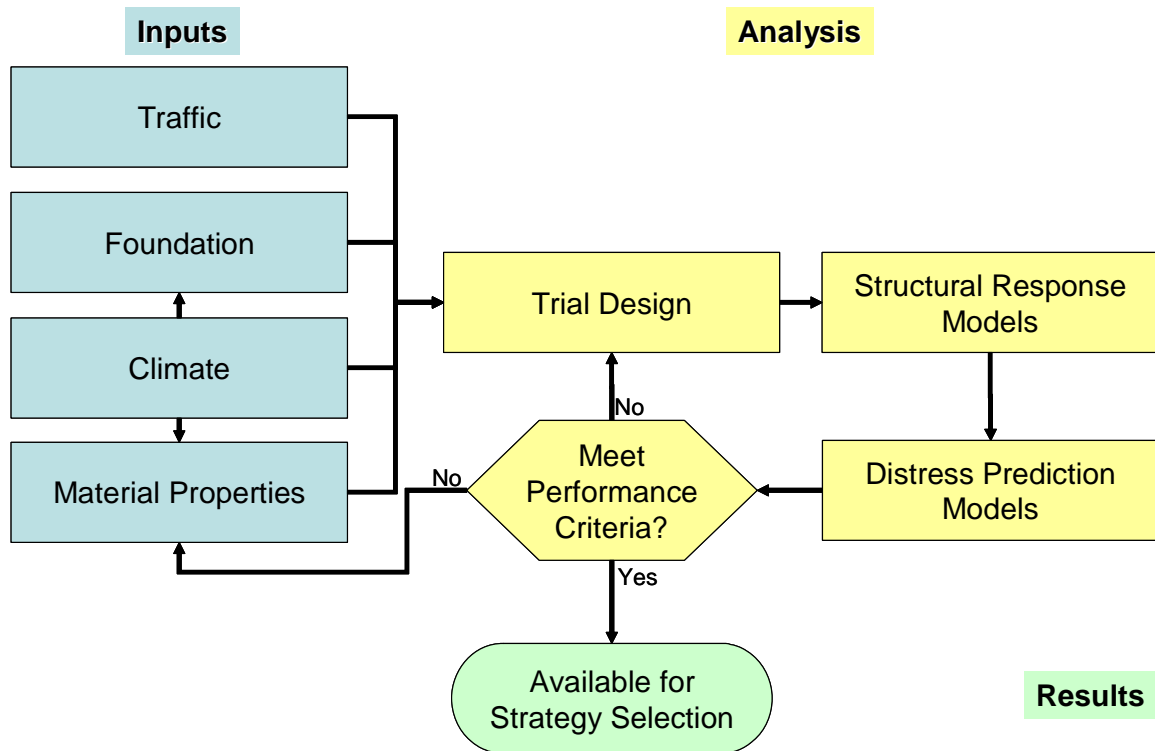 Inputs
Analysis
Traffic
Foundation
Climate
Material Properties
Trial Design
Structural Response
Models
Distress Prediction
Models
No
No
Meet
Performance
Criteria?
Yes
Available for
Strategy Selection
Results